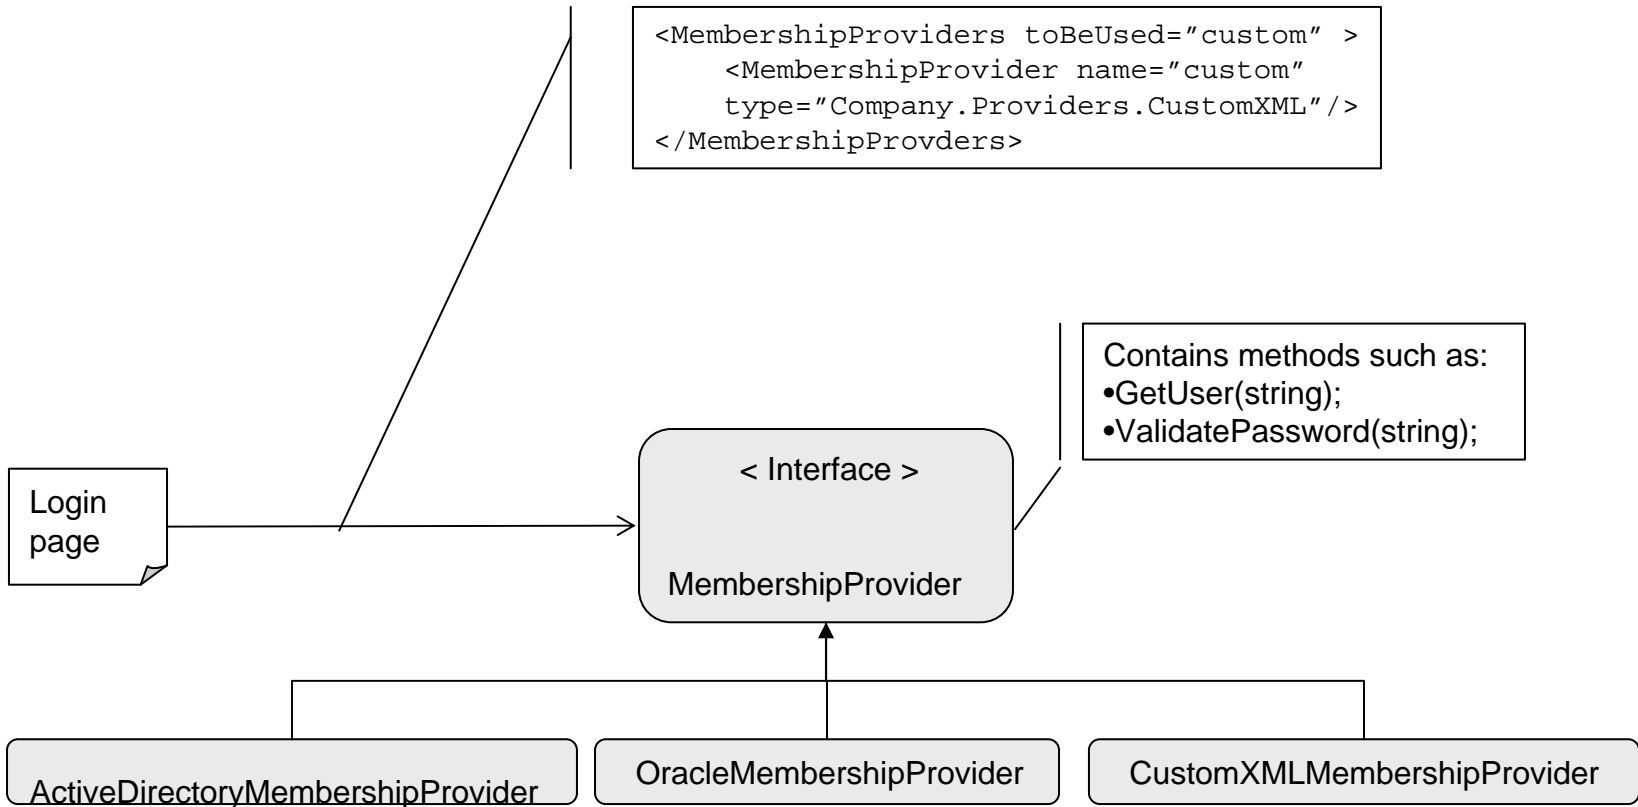 <MembershipProviders toBeUsed=″custom″ >
<MembershipProvider name=″custom″
type=″Company.Providers.CustomXML″/>
</MembershipProvders>
Contains methods such as:
•GetUser(string);
•ValidatePassword(string);
< Interface >
MembershipProvider
Login
page
ActiveDirectoryMembershipProvider
OracleMembershipProvider
CustomXMLMembershipProvider